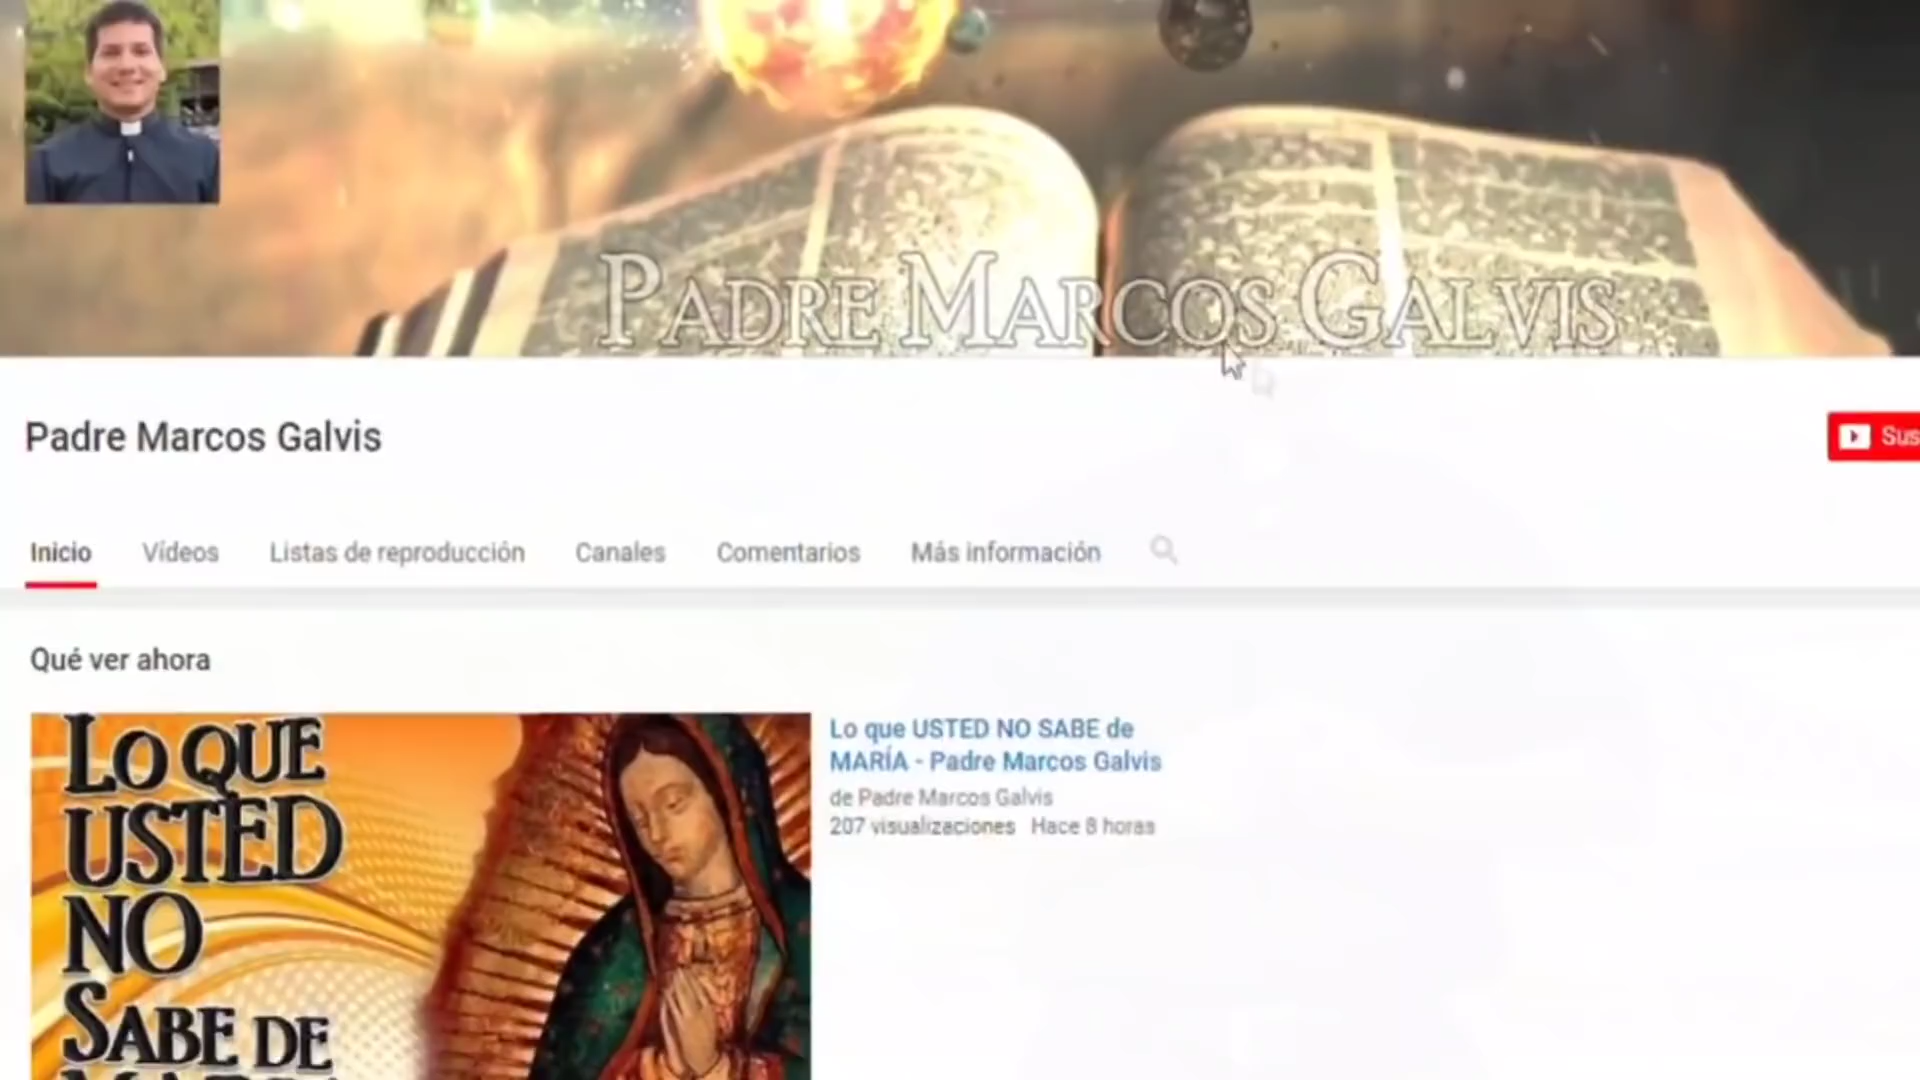 PADRE MARCOS GALVIS
Padre Marcos Galvis
Sus
Inicio Vídeos Listas de reproducción Canales Comentarios Más información
Qué ver ahora
LO QUE
USTED
NO
SABE DE
Lo que USTED NO SABE de
MARÍA - Padre Marcos Galvis
de Padre Marcos Galvis
207 visualizaciones Hace 8 horas